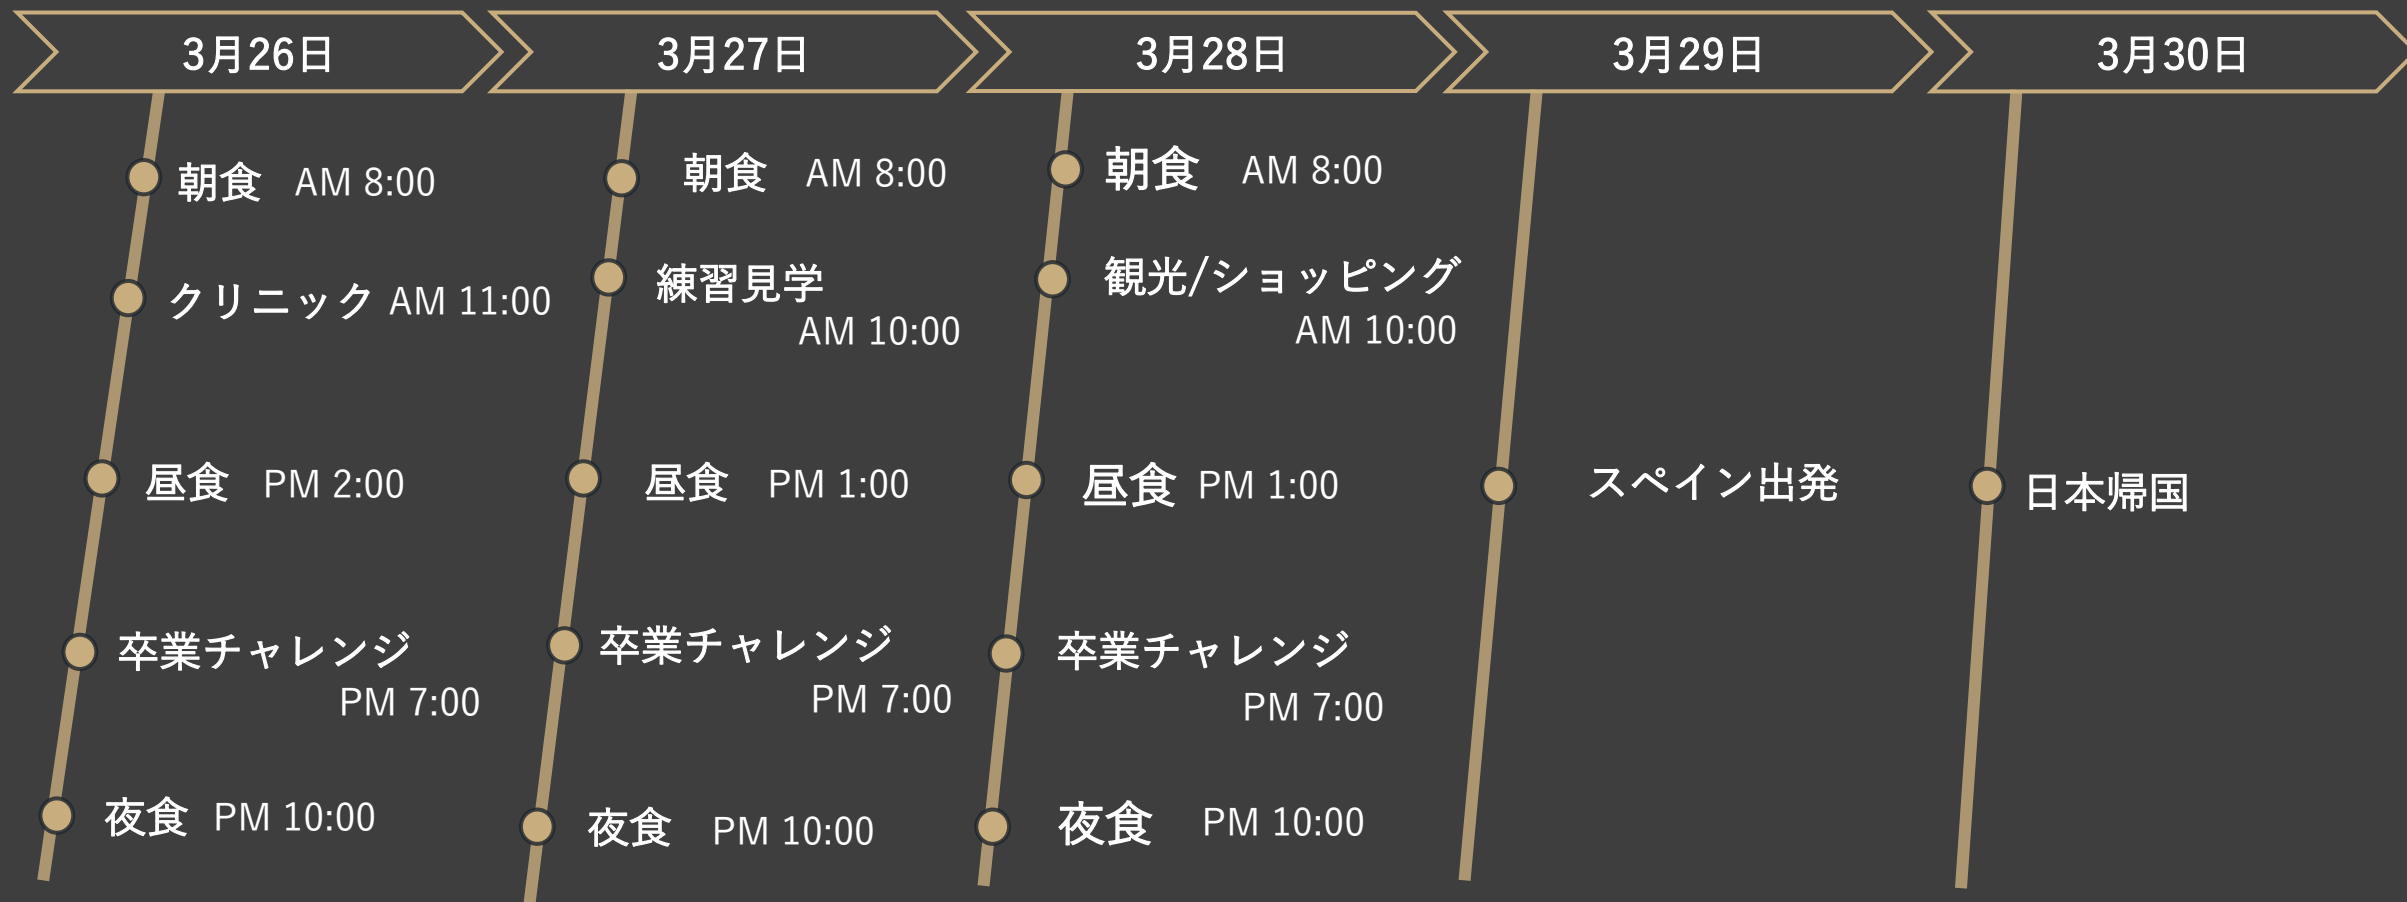 3月26日
朝食 AM 8:00
クリニック AM 11:00
昼食 PM 2:00
卒業チャレンジ
PM 7:00
夜食 PM 10:00
3月27日
朝食 AM 8:00
練習見学
AM 10:00
昼食 PM 1:00
卒業チャレンジ
PM 7:00
夜食 PM 10:00
3月28日
朝食 AM 8:00
観光/ショッピング
AM 10:00
昼食 PM 1:00
卒業チャレンジ
PM 7:00
夜食 PM 10:00
3月29日
スペイン出発
3月30日
日本帰国